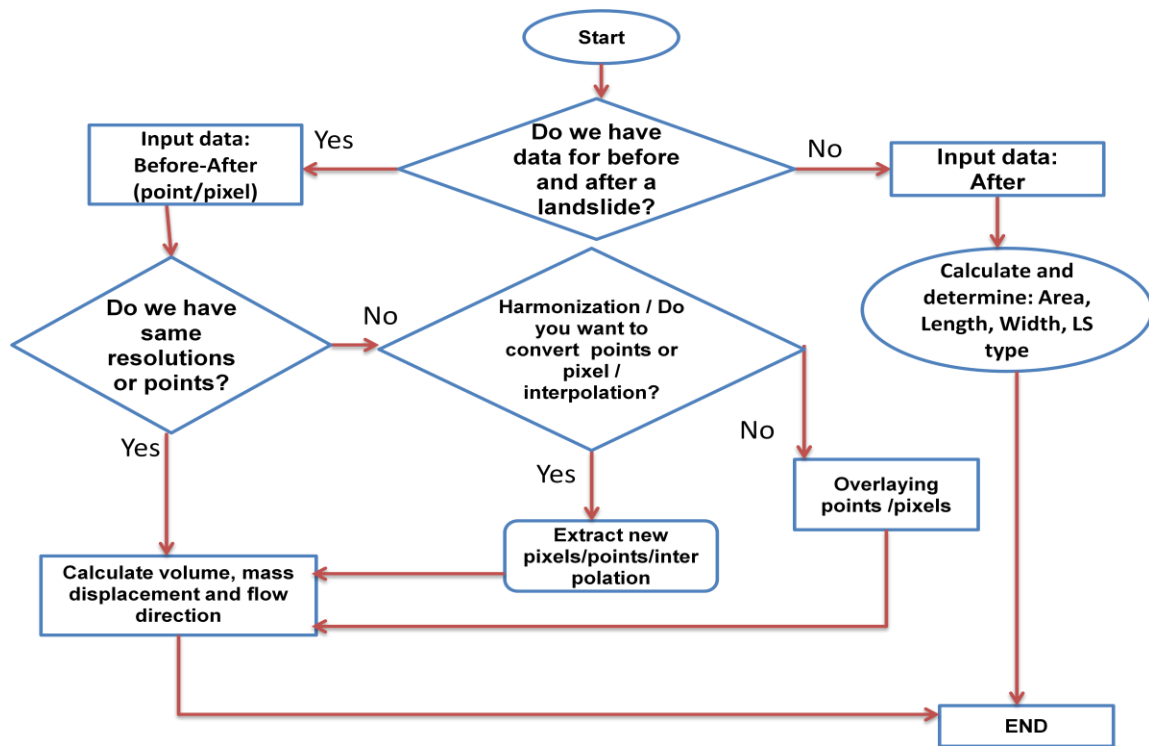 Start
Do we have
data for before
and after a
landslide?
Yes
No
Input data:
Before-After
(point/pixel)
Input data:
After
Do we have
same
resolutions
or points?
No
Harmonization / Do
you want to
convert  points or
pixel /
interpolation?
Calculate and
determine: Area,
Length, Width, LS
type
Yes
Yes
No
Overlaying
points /pixels
Extract new
pixels/points/inter
polation
Calculate volume, mass
displacement and flow
direction
END